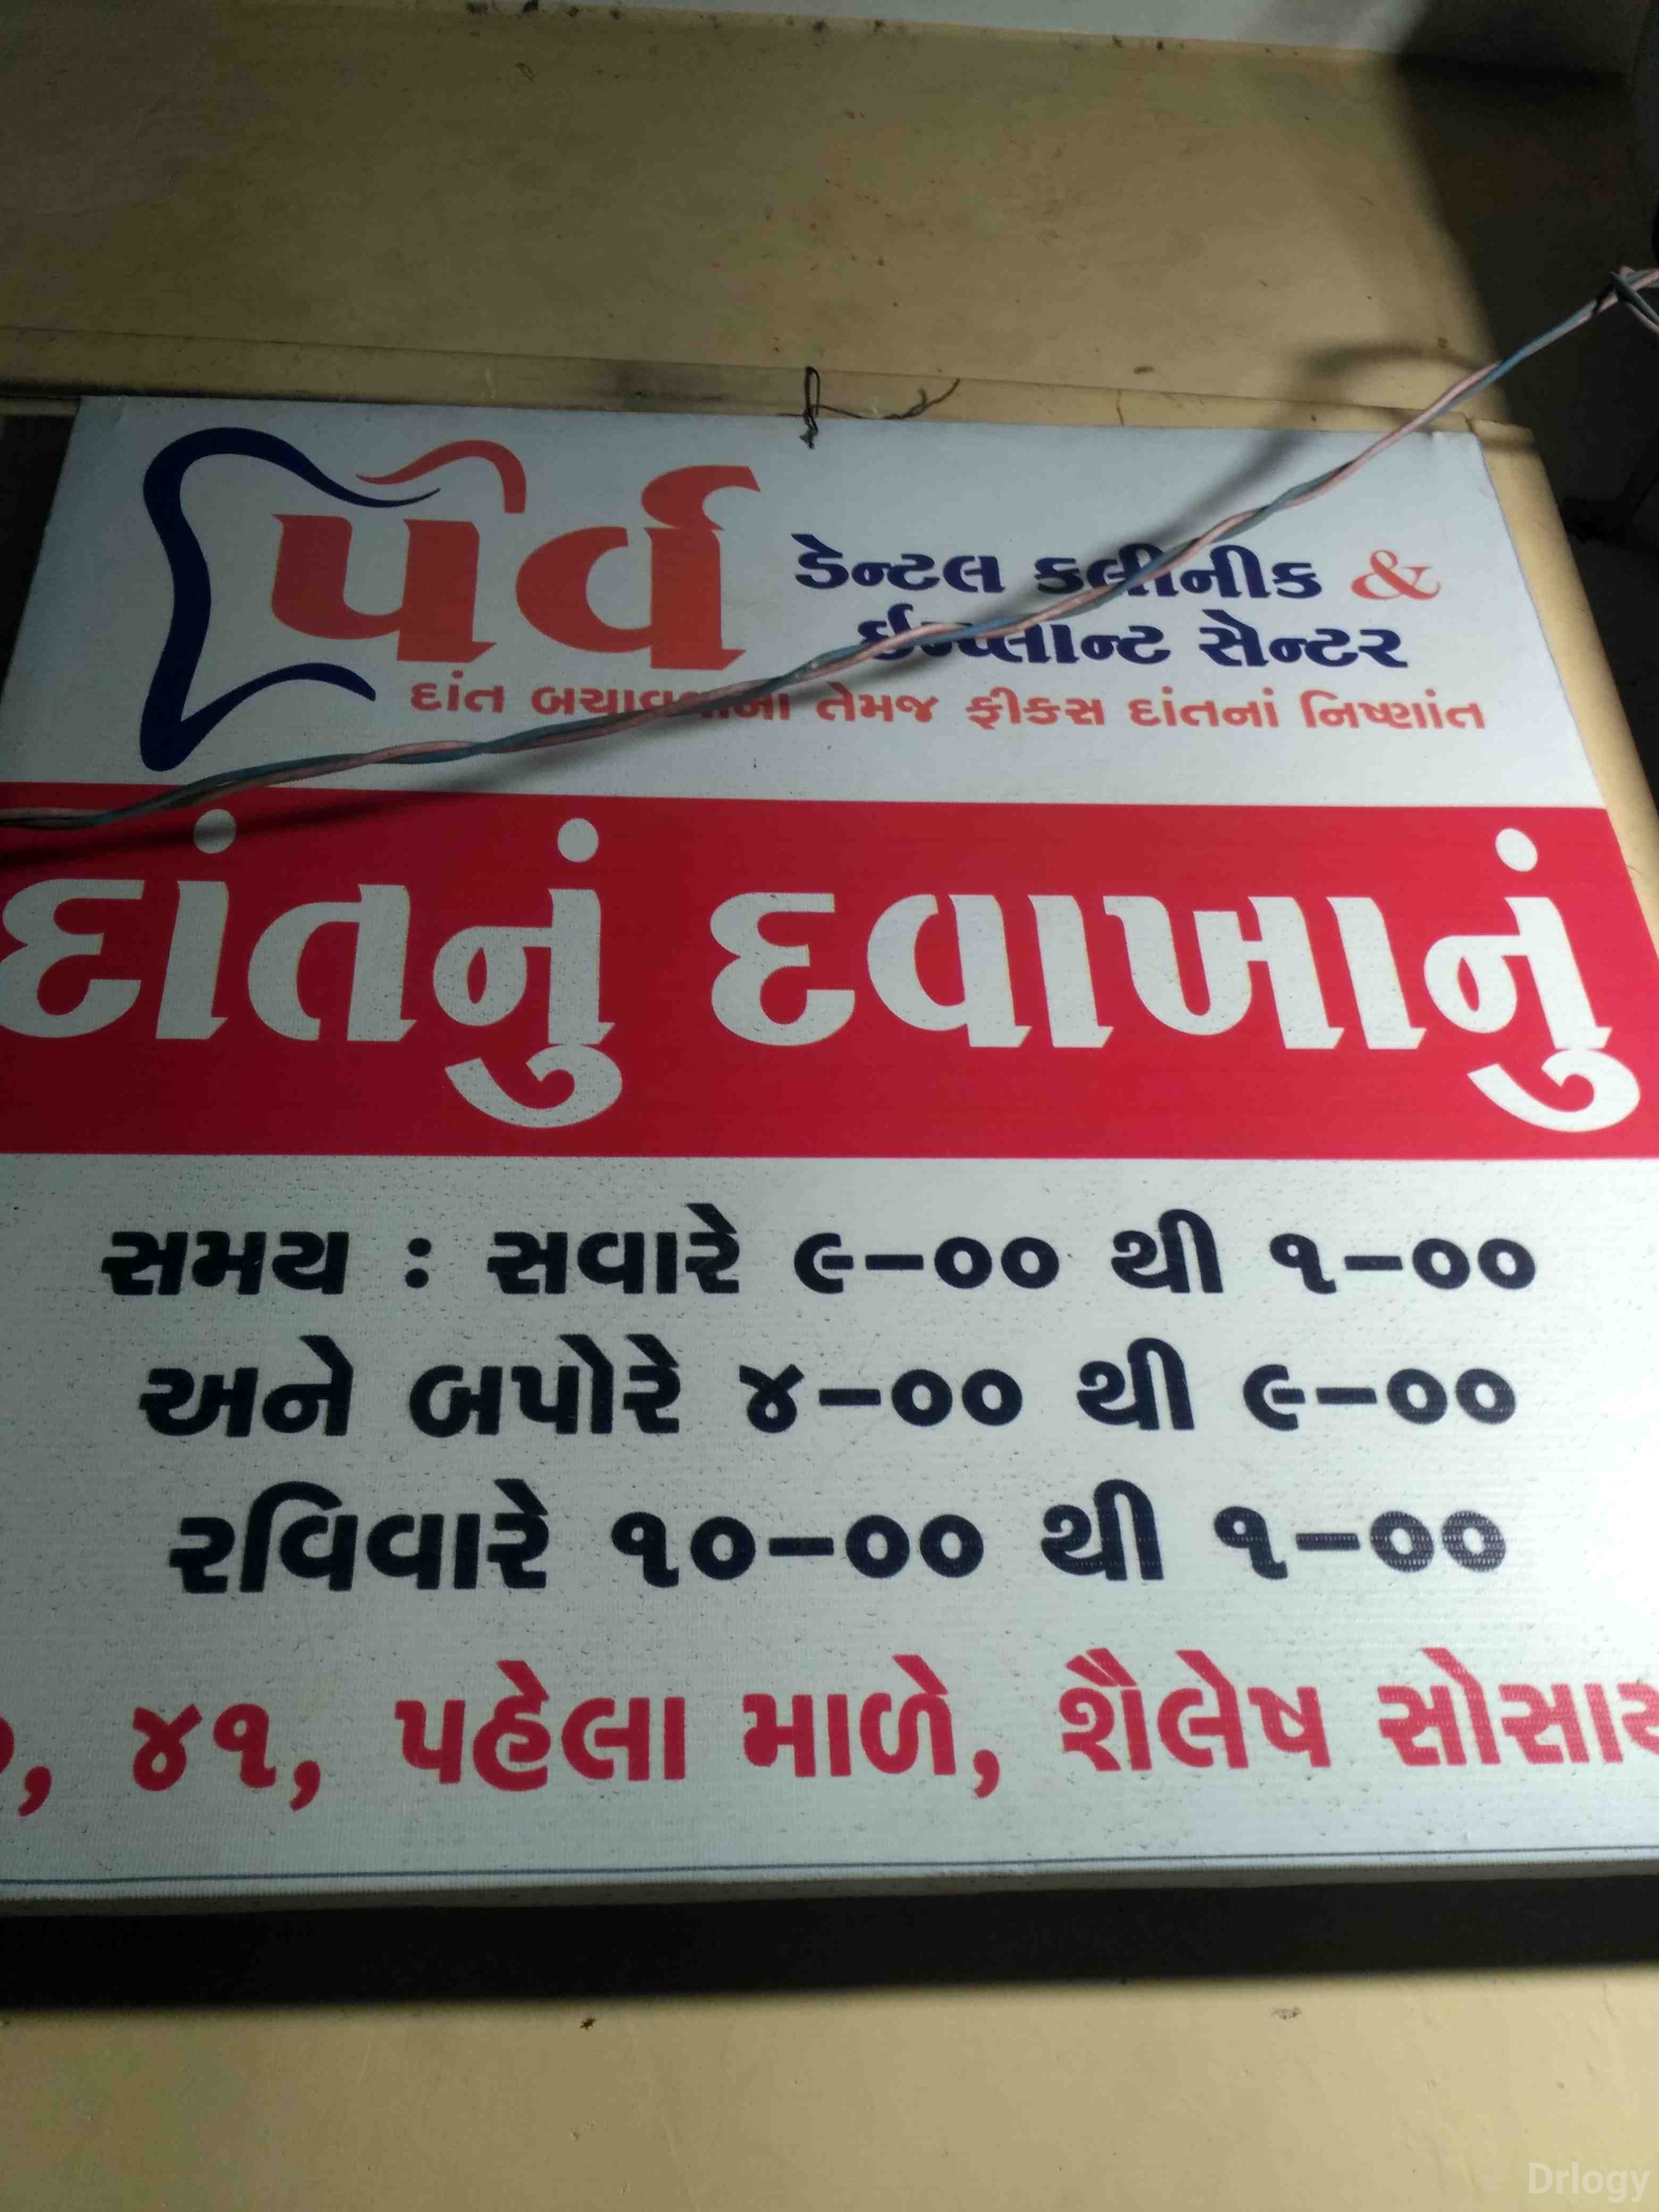 પર્વ
ડેન્ટલ કલીનીક &
ઈમ્પ્લાન્ટ સેન્ટર
દાંત બચાવવાના તેમજ ફીકસ દાંતનાં નિષ્ણાંત
દાંતનું દવાખાનું
સમય : સવારે ૯-૦૦ થી ૧-૦૦
અને બપોરે ૪-૦૦ થી ૯-૦૦
રવિવારે ૧૦-૦૦ થી ૧-૦૦
, ૪૧, પહેલા માળે, શૈલેષ
Drlogy